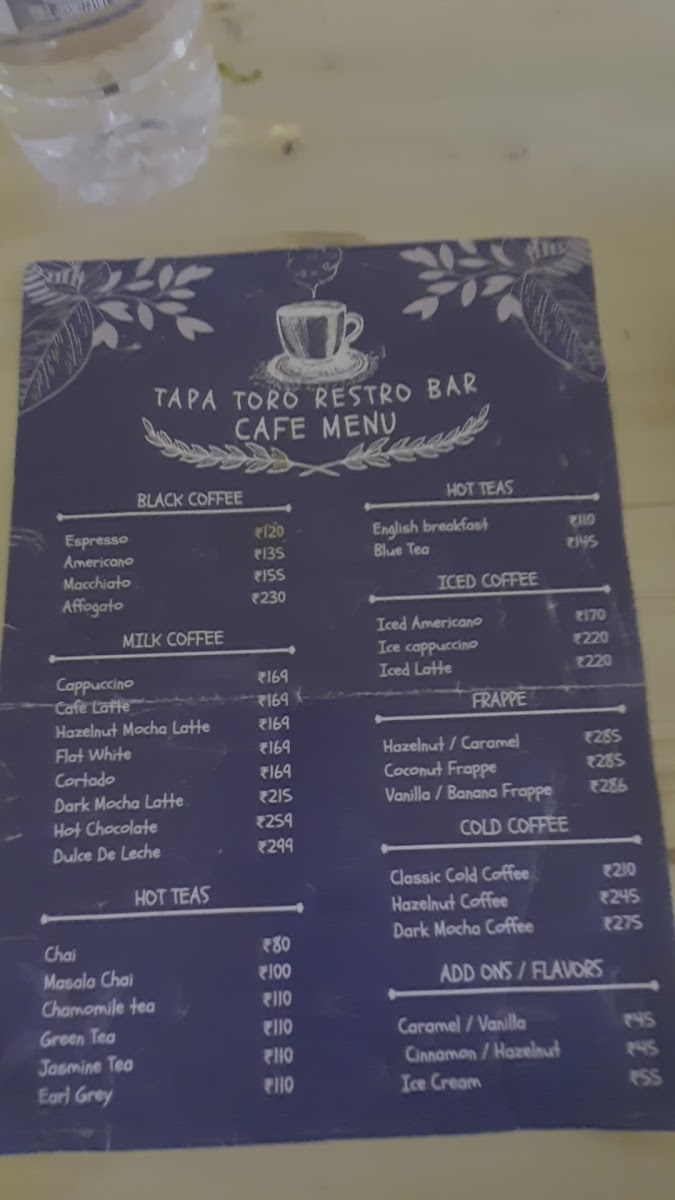 TAPA TORO RESTRO BAR
CAFE MENU
BLACK COFFEE
Espresso ₹120
Americano ₹135
Macchiato ₹155
Affogato ₹230
MILK COFFEE
Cappuccino ₹169
Cafe Latte ₹169
Hazelnut Mocha Latte ₹169
Flat White ₹169
Cortado ₹169
Dark Mocha Latte ₹215
Hot Chocolate ₹259
Dulce De Leche ₹299
HOT TEAS
Chai ₹80
Masala Chai ₹100
Chamomile tea ₹110
Green Tea ₹110
Jasmine Tea ₹110
Earl Grey ₹110
HOT TEAS
English breakfast ₹110
Blue Tea ₹145
ICED COFFEE
Iced Americano ₹170
Ice cappuccino ₹220
Iced Latte ₹220
FRAPPE
Hazelnut / Caramel ₹285
Coconut Frappe ₹285
Vanilla / Banana Frappe ₹286
COLD COFFEE
Classic Cold Coffee ₹210
Hazelnut Coffee ₹245
Dark Mocha Coffee ₹275
ADD ONS / FLAVORS
Caramel / Vanilla ₹45
Cinnamon / Hazelnut ₹45
Ice Cream ₹55